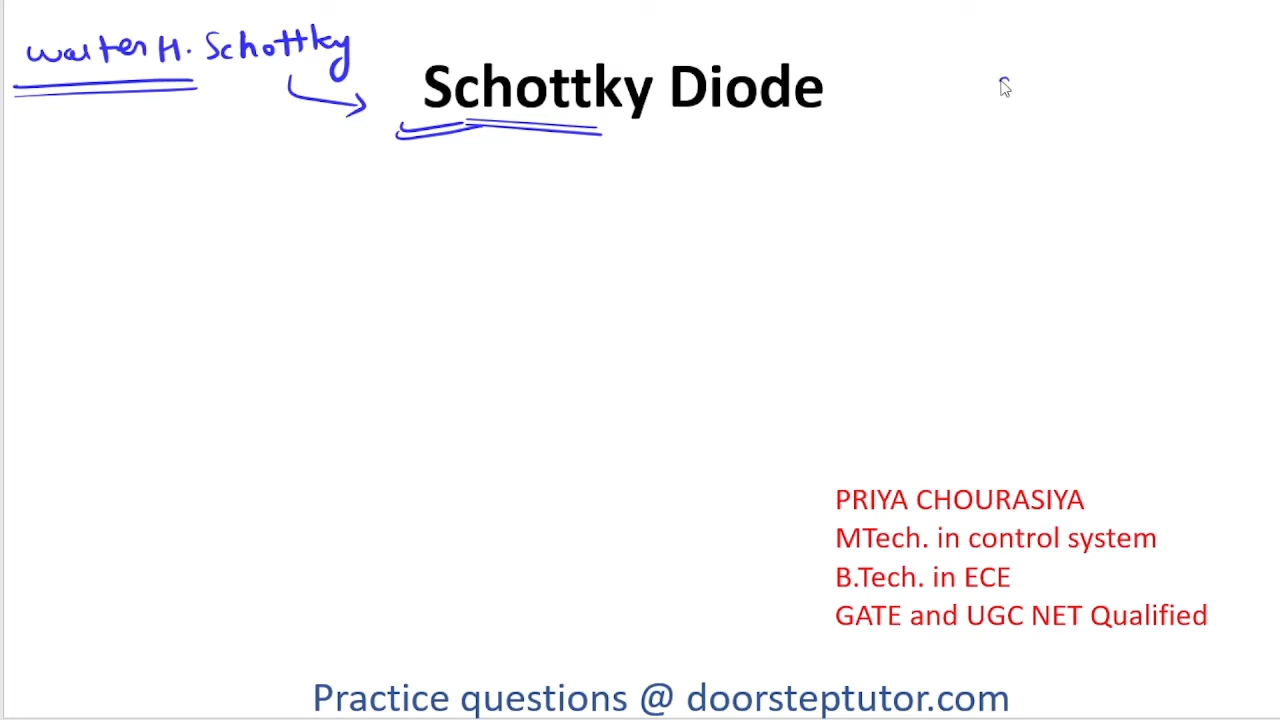 Walter H. Schottky
Schottky Diode
PRIYA CHOURASIYA
MTech. in control system
B.Tech. in ECE
GATE and UGC NET Qualified
Practice questions @ doorsteptutor.com